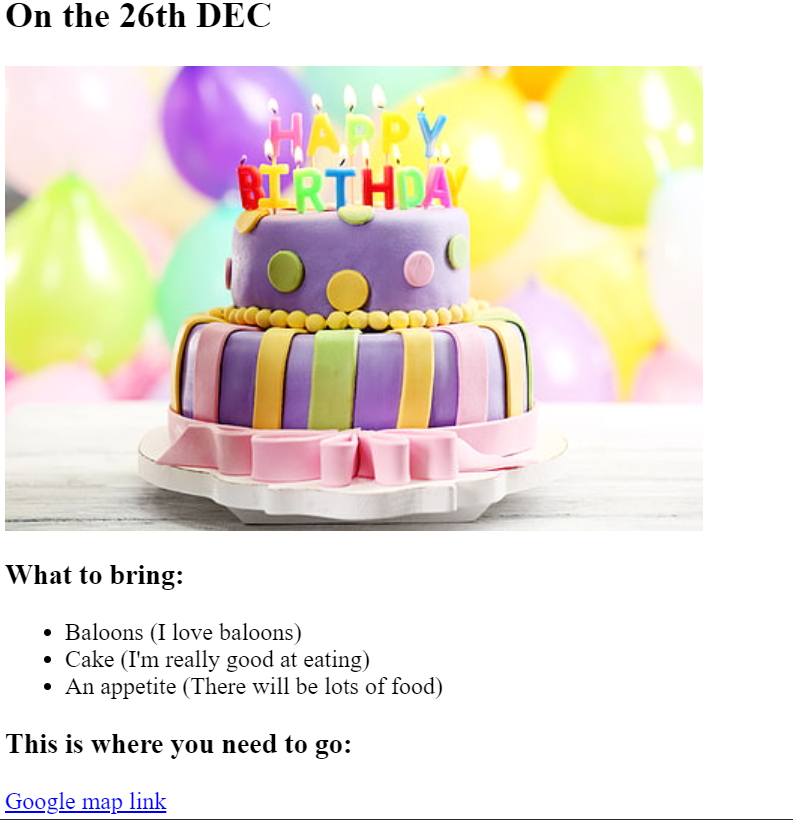 On the 26th DEC
HAPPY
BIRTHDAY
What to bring:
Baloons (I love baloons)
Cake (I'm really good at eating)
An appetite (There will be lots of food)
This is where you need to go:
Google map link